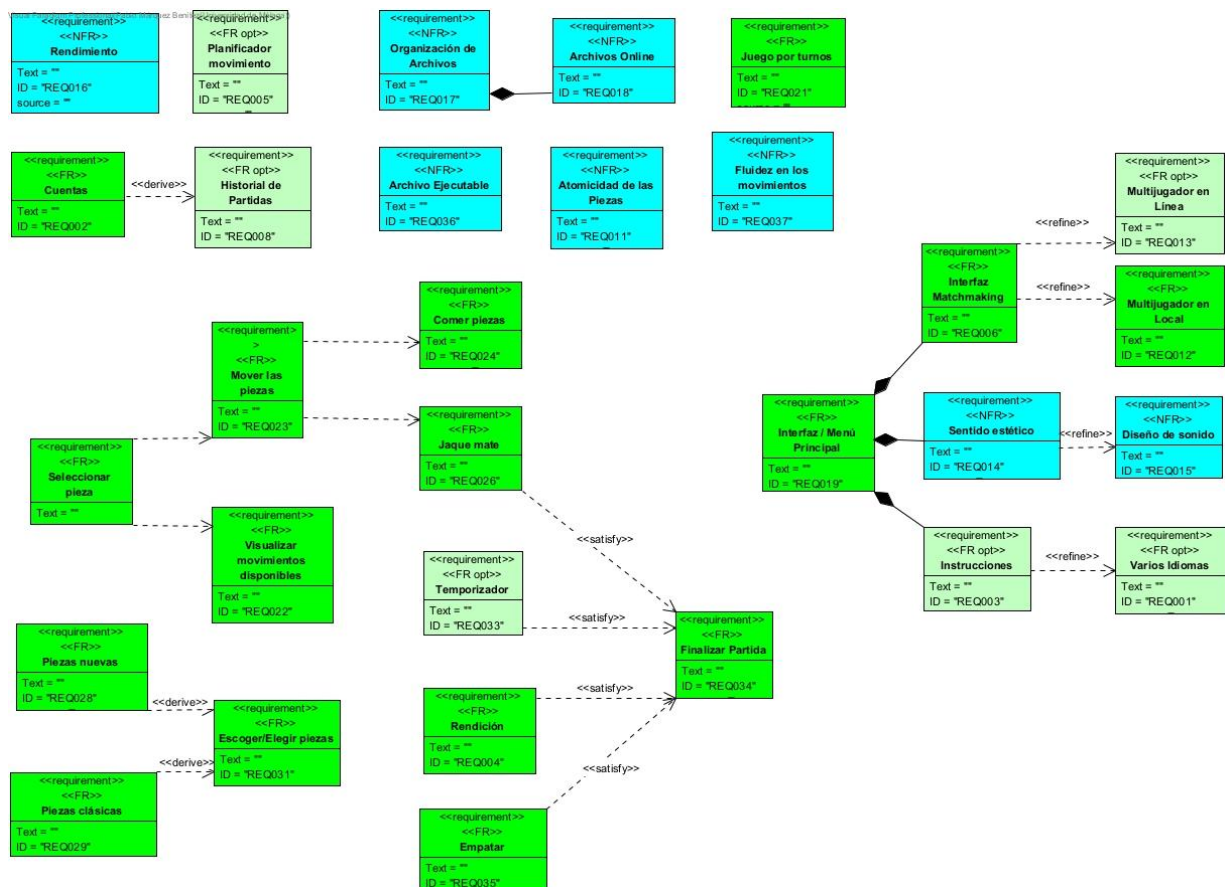 <<requirement>>
<<NFR>>
Rendimiento
Text = ""
ID = "REQ016"
source = ""
<<requirement>>
<<FR opt>>
Planificador
movimiento
Text = ""
ID = "REQ005"
<<requirement>>
<<NFR>>
Organización de
Archivos
Text = ""
ID = "REQ017"
<<requirement>>
<<NFR>>
Archivos Online
Text = ""
ID = "REQ018"
<<requirement>>
<<FR>>
Juego por turnos
Text = ""
ID = "REQ021"
<<requirement>>
<<FR>>
Cuentas
Text = ""
ID = "REQ002"
<<derive>>
<<requirement>>
<<FR opt>>
Historial de
Partidas
Text = ""
ID = "REQ008"
<<requirement>>
<<NFR>>
Archivo Ejecutable
Text = ""
ID = "REQ036"
<<requirement>>
<<NFR>>
Atomicidad de las
Piezas
Text = ""
ID = "REQ011"
<<requirement>>
<<NFR>>
Fluidez en los
movimientos
Text = ""
ID = "REQ037"
<<requirement>>
<<FR opt>>
Multijugador en
Línea
Text = ""
ID = "REQ013"
<<refine>>
<<requirement>>
<<FR>>
Interfaz
Matchmaking
Text = ""
ID = "REQ006"
<<refine>>
<<requirement>>
<<FR>>
Multijugador en
Local
Text = ""
ID = "REQ012"
<<requirement>>
<<FR>>
Comer piezas
Text = ""
ID = "REQ024"
<<requirement>
>
<<FR>>
Mover las
piezas
Text = ""
ID = "REQ023"
<<requirement>>
<<FR>>
Jaque mate
Text = ""
ID = "REQ026"
<<requirement>>
<<FR>>
Interfaz / Menú
Principal
Text = ""
ID = "REQ019"
<<requirement>>
<<NFR>>
Sentido estético
Text = ""
ID = "REQ014"
<<refine>>
<<requirement>>
<<NFR>>
Diseño de sonido
Text = ""
ID = "REQ015"
<<requirement>>
<<FR>>
Seleccionar
pieza
Text = ""
<<requirement>>
<<FR>>
Visualizar
movimientos
disponibles
Text = ""
ID = "REQ022"
<<satisfy>>
<<requirement>>
<<FR opt>>
Instrucciones
Text = ""
ID = "REQ003"
<<refine>>
<<requirement>>
<<FR opt>>
Varios Idiomas
Text = ""
ID = "REQ001"
<<requirement>>
<<FR opt>>
Temporizador
Text = ""
ID = "REQ033"
<<satisfy>>
<<requirement>>
<<FR>>
Finalizar Partida
Text = ""
ID = "REQ034"
<<requirement>>
<<FR>>
Piezas nuevas
Text = ""
ID = "REQ028"
<<derive>>
<<requirement>>
<<FR>>
Escoger/Elegir piezas
Text = ""
ID = "REQ031"
<<requirement>>
<<FR>>
Rendición
Text = ""
ID = "REQ004"
<<satisfy>>
<<derive>>
<<requirement>>
<<FR>>
Piezas clásicas
Text = ""
ID = "REQ029"
<<satisfy>>
<<requirement>>
<<FR>>
Empatar
Text = ""
ID = "REQ035"